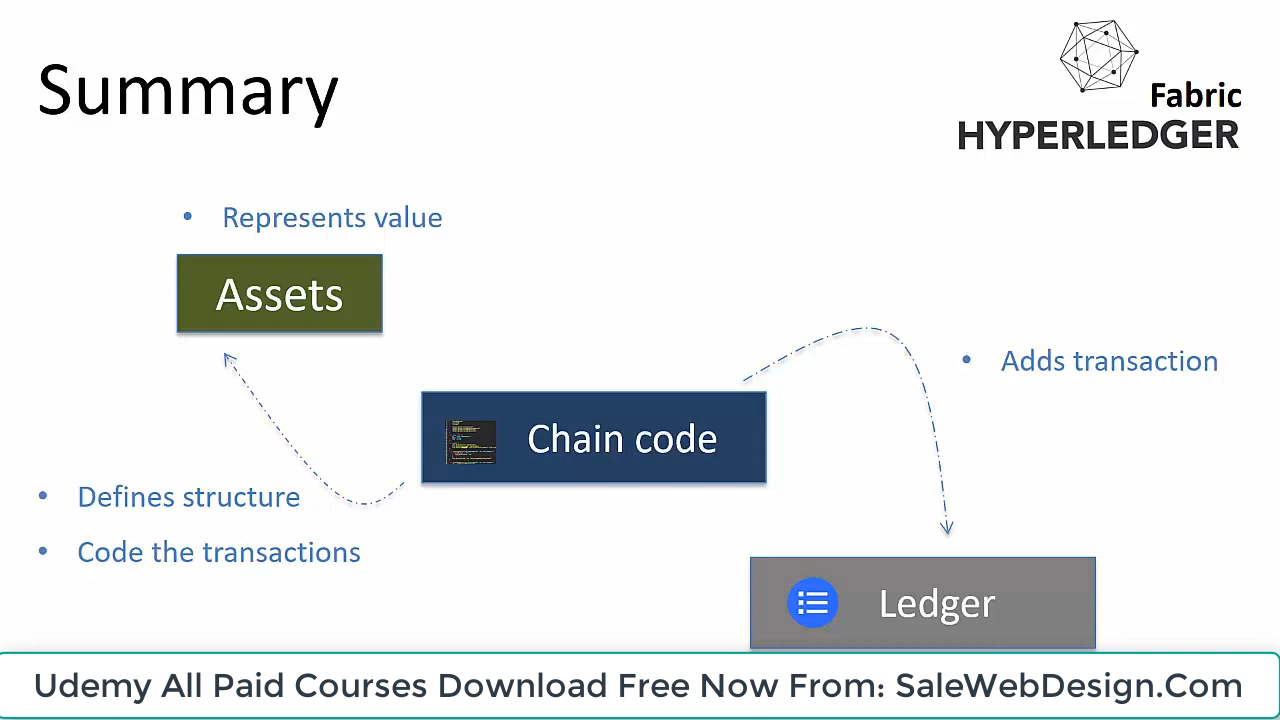 Summary
Fabric
HYPERLEDGER
• Represents value
Assets
• Adds transaction
Chain code
• Defines structure
• Code the transactions
Ledger
Udemy All Paid Courses Download Free Now From: SaleWebDesign.Com